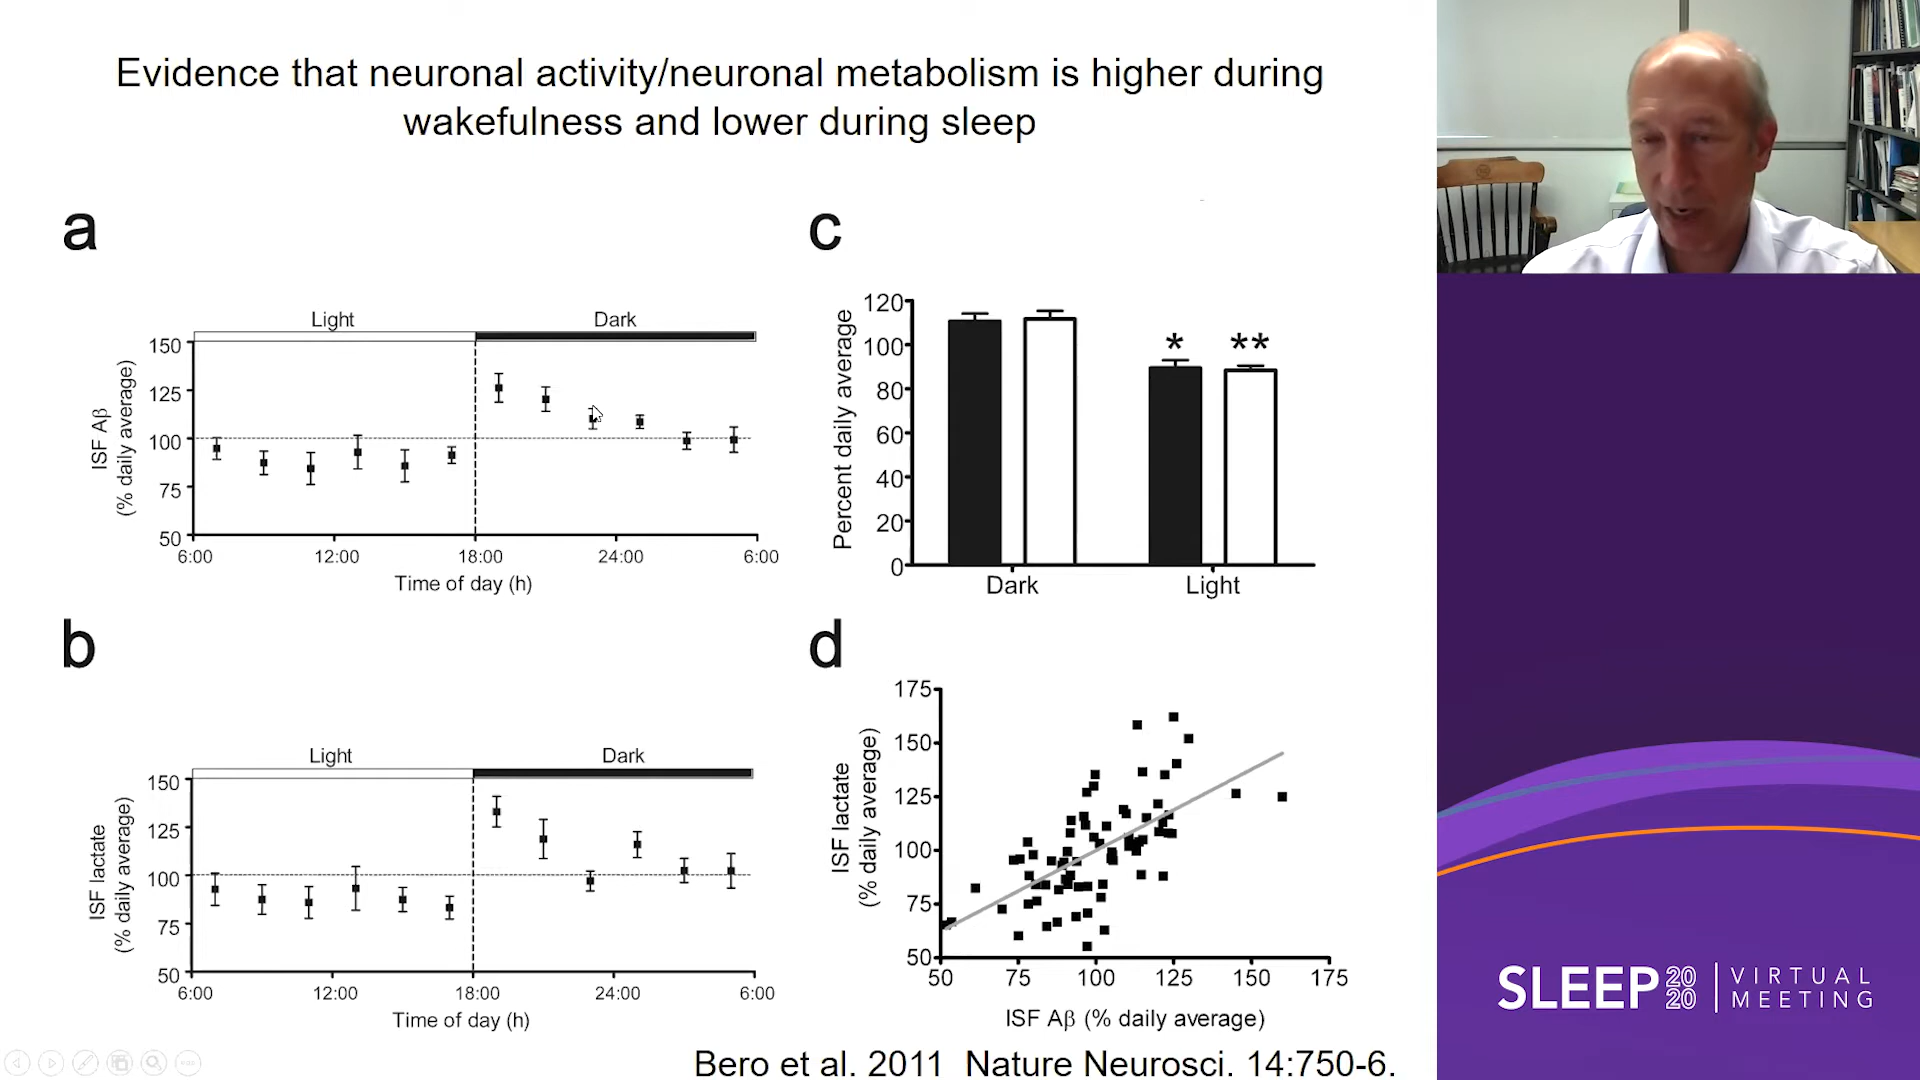 Evidence that neuronal activity/neuronal metabolism is higher during
wakefulness and lower during sleep
a
Light
Dark
ISF Aβ
(% daily average)
150
125
100
75
50
6:00
12:00
18:00
24:00
6:00
Time of day (h)
c
Percent daily average
120
100
80
60
40
20
0
*
**
Dark
Light
b
Light
Dark
ISF lactate
(% daily average)
150
125
100
75
50
6:00
12:00
18:00
24:00
6:00
Time of day (h)
d
ISF lactate
(% daily average)
175
150
125
100
75
50
50
75
100
125
150
175
ISF Aβ (% daily average)
Bero et al. 2011 Nature Neurosci. 14:750-6.
SLEEP 2020
VIRTUAL
MEETING